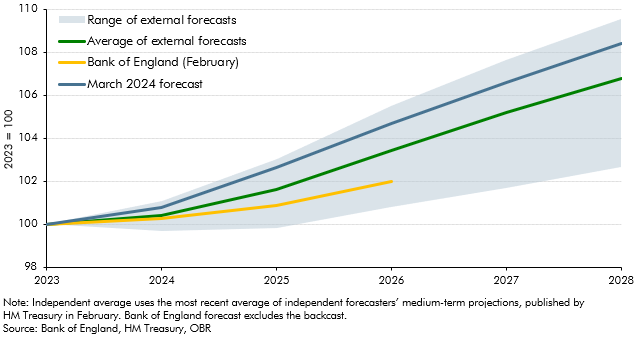 110
108
106
104
102
100
98
2023 = 100
Range of external forecasts
Average of external forecasts
Bank of England (February)
March 2024 forecast
2023 2024 2025 2026 2027 2028
Note: Independent average uses the most recent average of independent forecasters' medium-term projections, published by
HM Treasury in February. Bank of England forecast excludes the backcast.
Source: Bank of England, HM Treasury, OBR